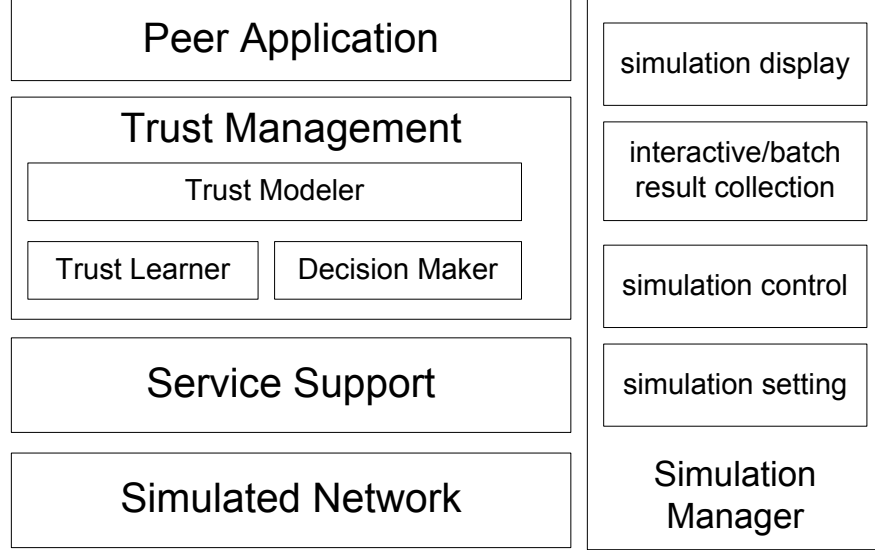 Peer Application
Trust Management
Trust Modeler
Trust Learner
Decision Maker
Service Support
Simulated Network
simulation display
interactive/batch
result collection
simulation control
simulation setting
Simulation
Manager